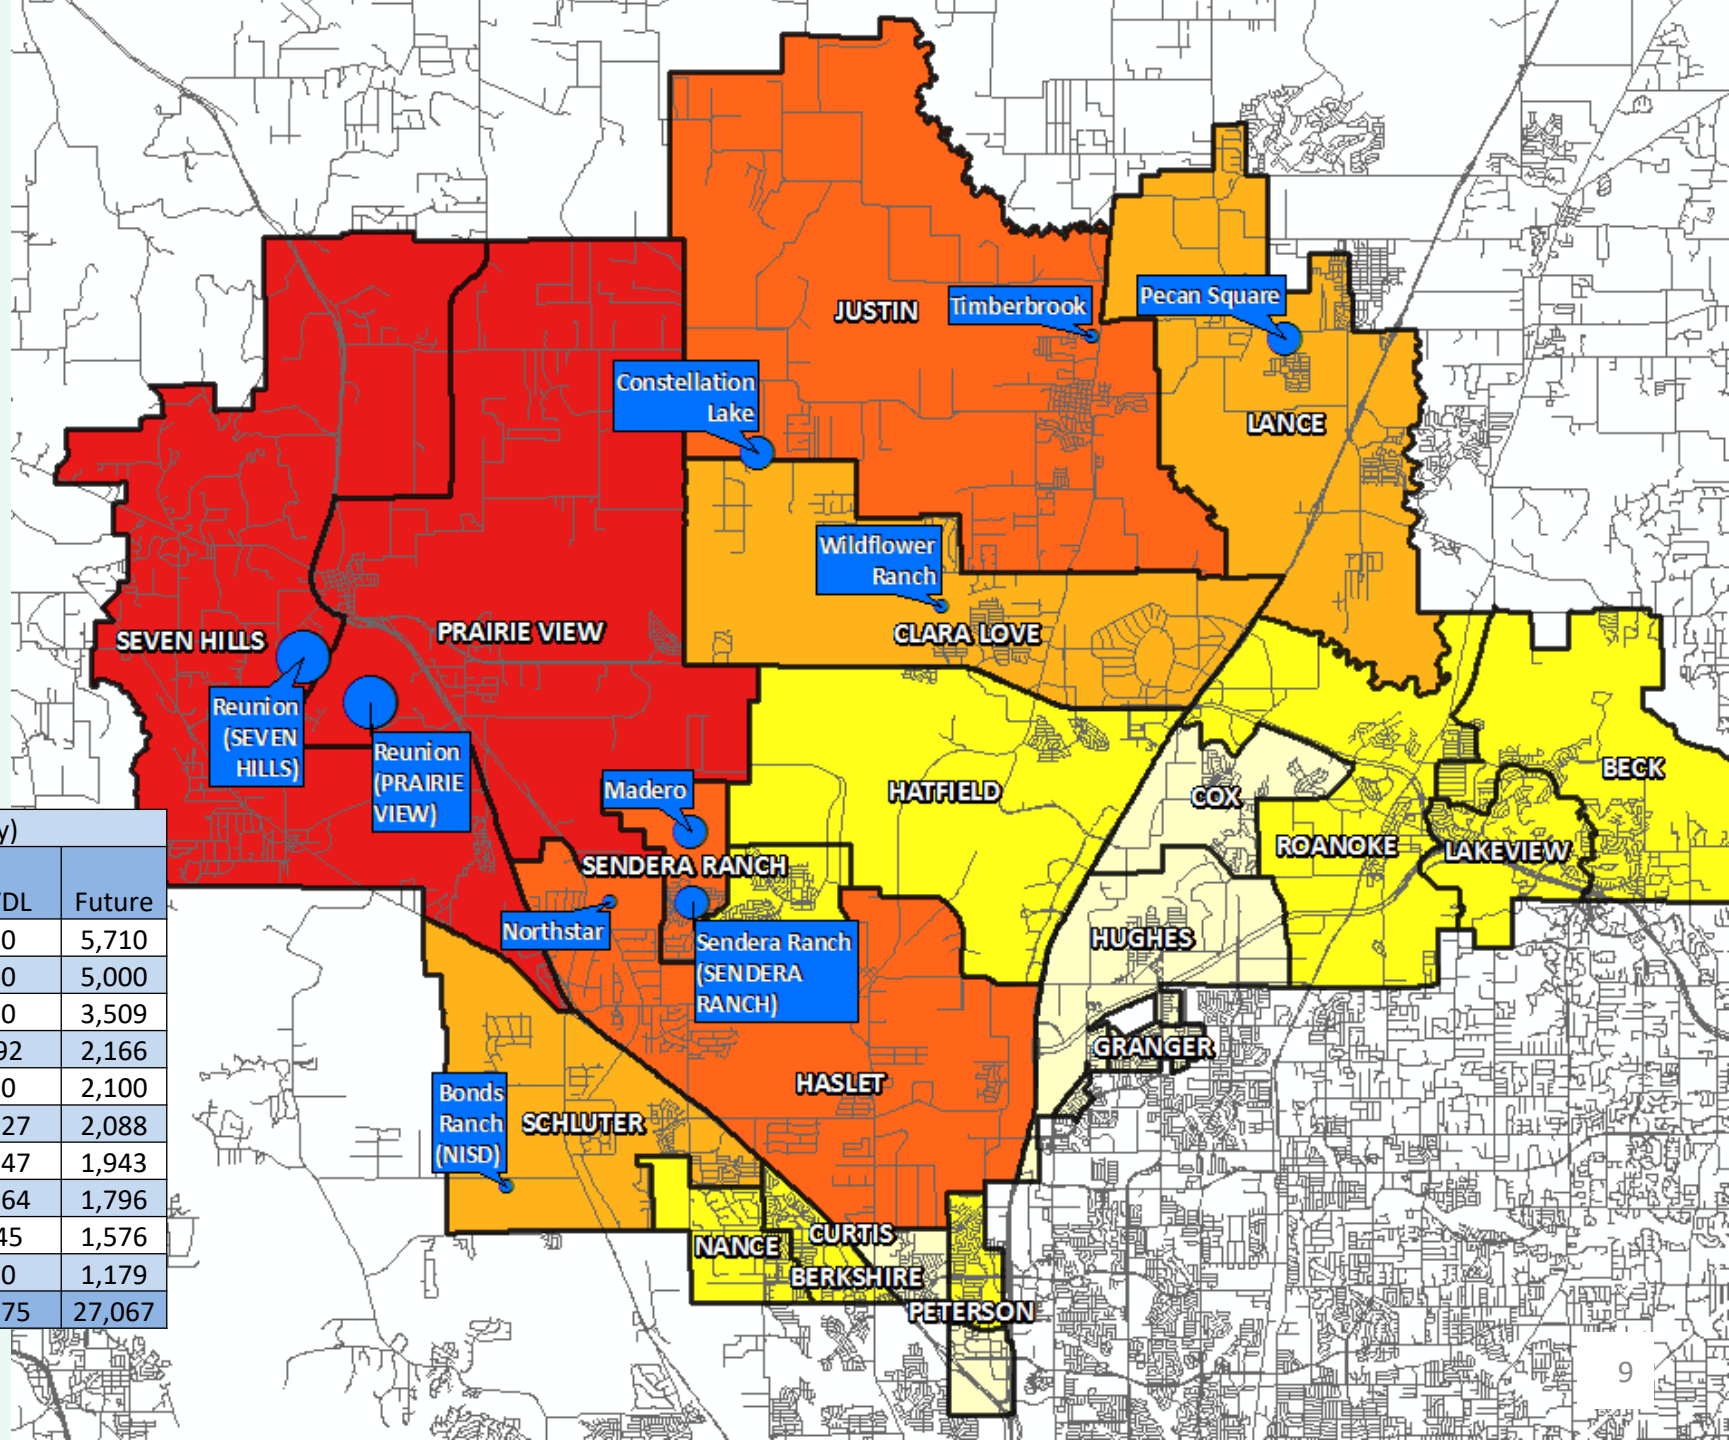 JUSTIN
Timberbrook
Pecan Square
Constellation
Lake
LANCE
Wildflower
Ranch
SEVEN HILLS
PRAIRIE VIEW
CLARA LOVE
Reunion
(SEVEN
HILLS)
Reunion
(PRAIRIE
VIEW)
Madero
HATFIELD
COX
BECK
ROANOKE
LAKEVIEW
SENDERA RANCH
Northstar
Sendera Ranch
(SENDERA
RANCH)
HUGHES
GRANGER
HASLET
Bonds
Ranch
(NISD)
SCHLUTER
NANCE
CURTIS
BERKSHIRE
PETERSON
y)
DL Future
0 5,710
0 5,000
0 3,509
92 2,166
0 2,100
27 2,088
47 1,943
64 1,796
45 1,576
0 1,179
75 27,067
9